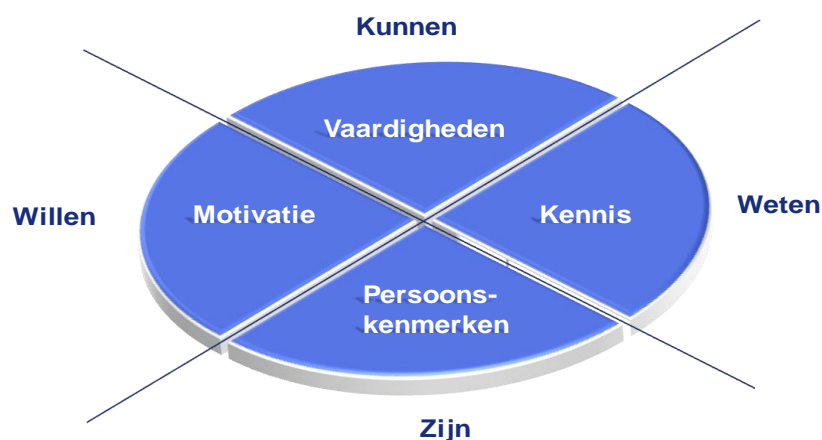 Kunnen
Vaardigheden
Willen
Motivatie
Kennis
Weten
Persoons-
kenmerken
Zijn